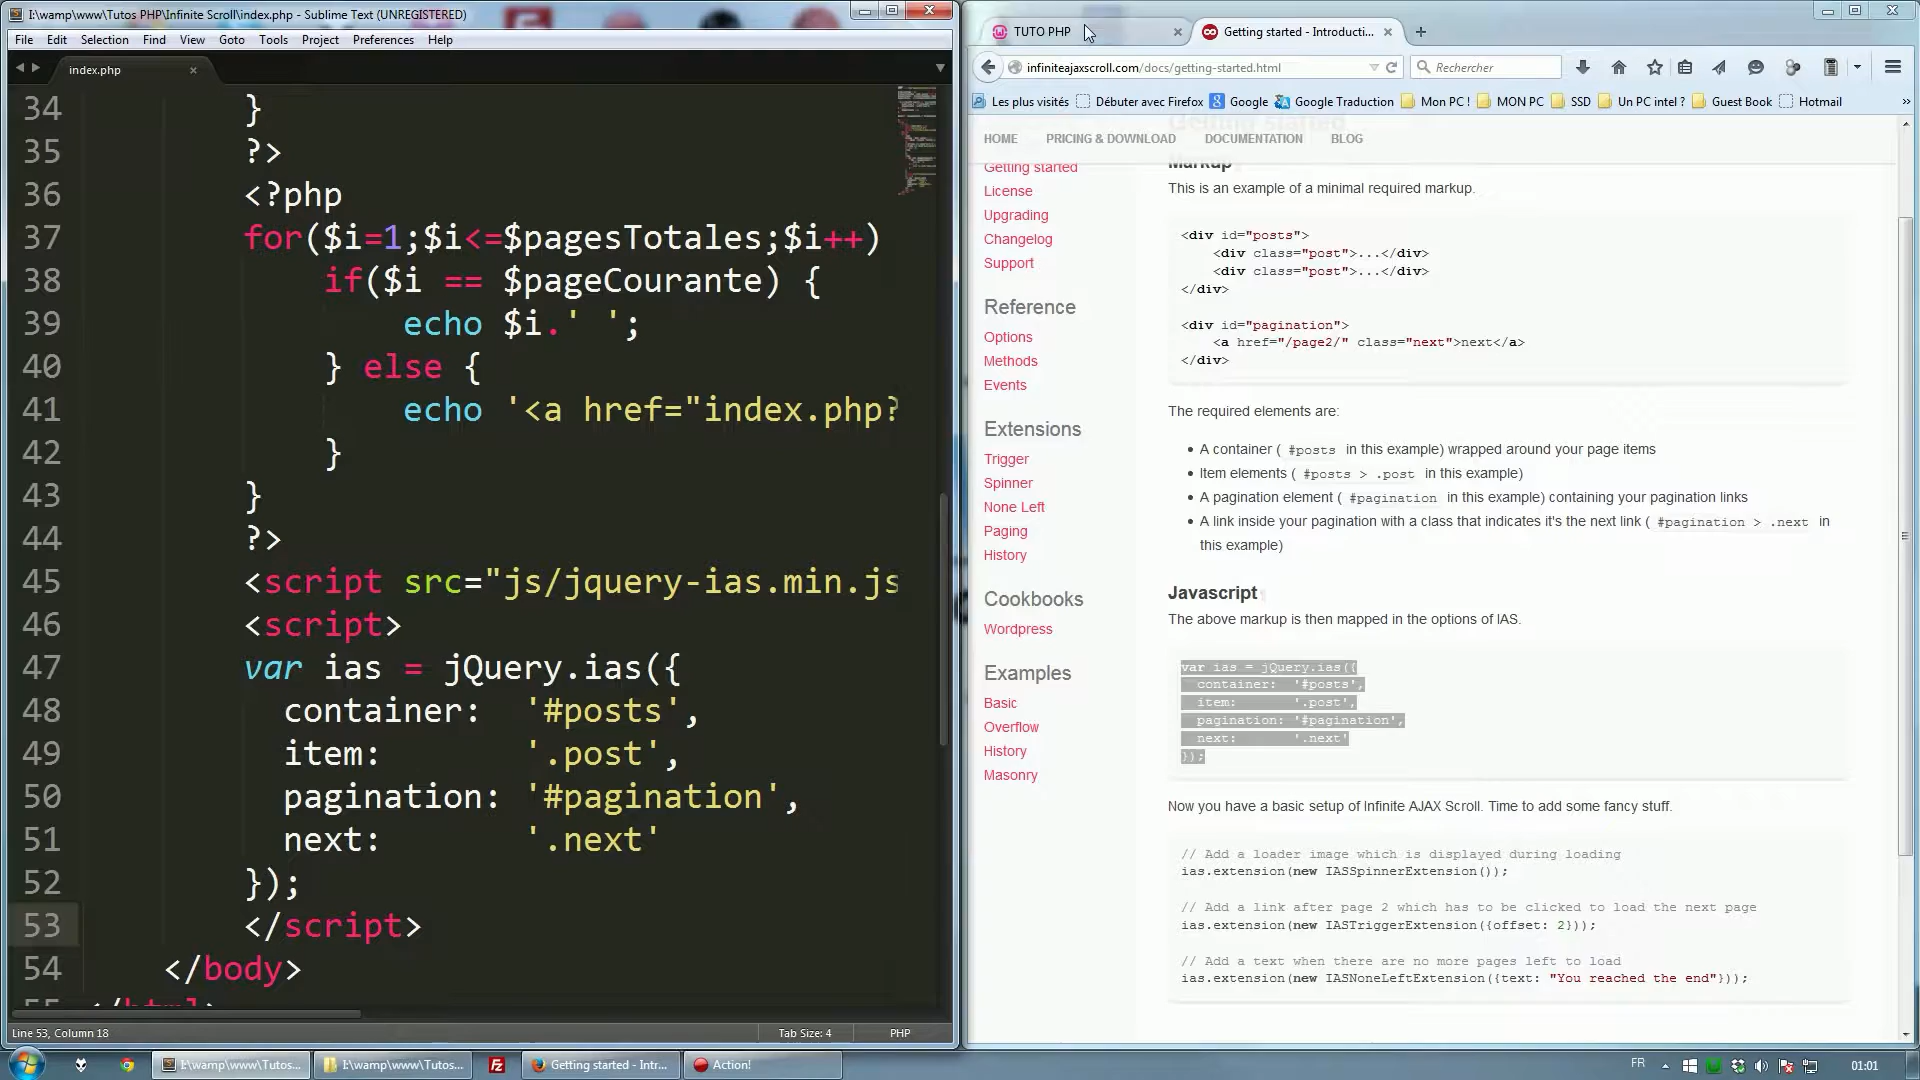 I:\wamp\www\Tutos PHP\Infinite Scroll\index.php - Sublime Text (UNREGISTERED)
File Edit Selection Find View Goto Tools Project Preferences Help
index.php
34 }
35 ?>
36 <?php
37 for($i=1;$i<=$pagesTotales;$i++)
38 if($i == $pageCourante) {
39 echo $i.' ';
40 } else {
41 echo '<a href="index.php?
42 }
43 }
44 ?>
45 <script src="js/jquery-ias.min.js
46 <script>
47 var ias = jQuery.ias({
48 container: '#posts',
49 item: '.post',
50 pagination: '#pagination',
51 next: '.next'
52 });
53 </script>
54 </body>
55 </html>
Line 53, Column 18 Tab Size: 4 PHP
TUTO PHP
Getting started - Introducti...
infiniteajaxscroll.com/docs/getting-started.html
Rechercher
Les plus visités Débuter avec Firefox Google Google Traduction Mon PC ! MON PC SSD Un PC intel ? Guest Book Hotmail
Getting started
HOME PRICING & DOWNLOAD DOCUMENTATION BLOG
Getting started
License
Upgrading
Changelog
Support
Reference
Options
Methods
Events
Extensions
Trigger
Spinner
None Left
Paging
History
Cookbooks
Wordpress
Examples
Basic
Overflow
History
Masonry
Markup
This is an example of a minimal required markup.
<div id="posts">
<div class="post">...</div>
<div class="post">...</div>
</div>
<div id="pagination">
<a href="/page2/" class="next">next</a>
</div>
The required elements are:
A container ( #posts in this example) wrapped around your page items
Item elements ( #posts > .post in this example)
A pagination element ( #pagination in this example) containing your pagination links
A link inside your pagination with a class that indicates it's the next link ( #pagination > .next in
this example)
Javascript
The above markup is then mapped in the options of IAS.
var ias = jQuery.ias({
container: '#posts',
item: '.post',
pagination: '#pagination',
next: '.next'
});
Now you have a basic setup of Infinite AJAX Scroll. Time to add some fancy stuff.
// Add a loader image which is displayed during loading
ias.extension(new IASSpinnerExtension());
// Add a link after page 2 which has to be clicked to load the next page
ias.extension(new IASTriggerExtension({offset: 2}));
// Add a text when there are no more pages left to load
ias.extension(new IASNoneLeftExtension({text: "You reached the end"}));
I:\wamp\www\Tutos... I:\wamp\www\Tutos... Getting started - Intr... Action! FR 01:01